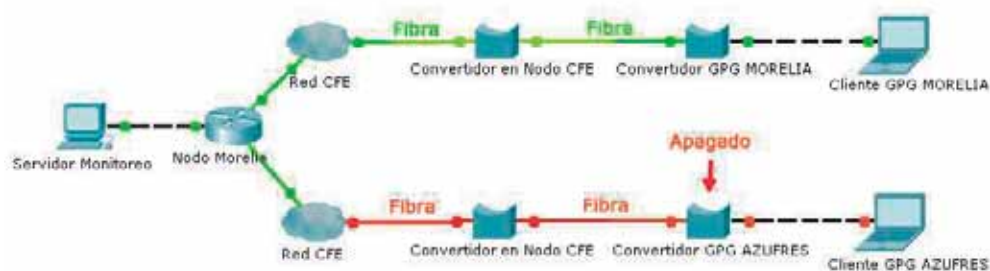 Fibra
Fibra
Red CFE
Convertidor en Nodo CFE
Convertidor GPG MORELIA
Cliente GPG MORELIA
Servidor Monitoreo
Nodo Morelia
Apagado
Fibra
Fibra
Red CFE
Convertidor en Nodo CFE
Convertidor GPG AZUFRES
Cliente GPG AZUFRES